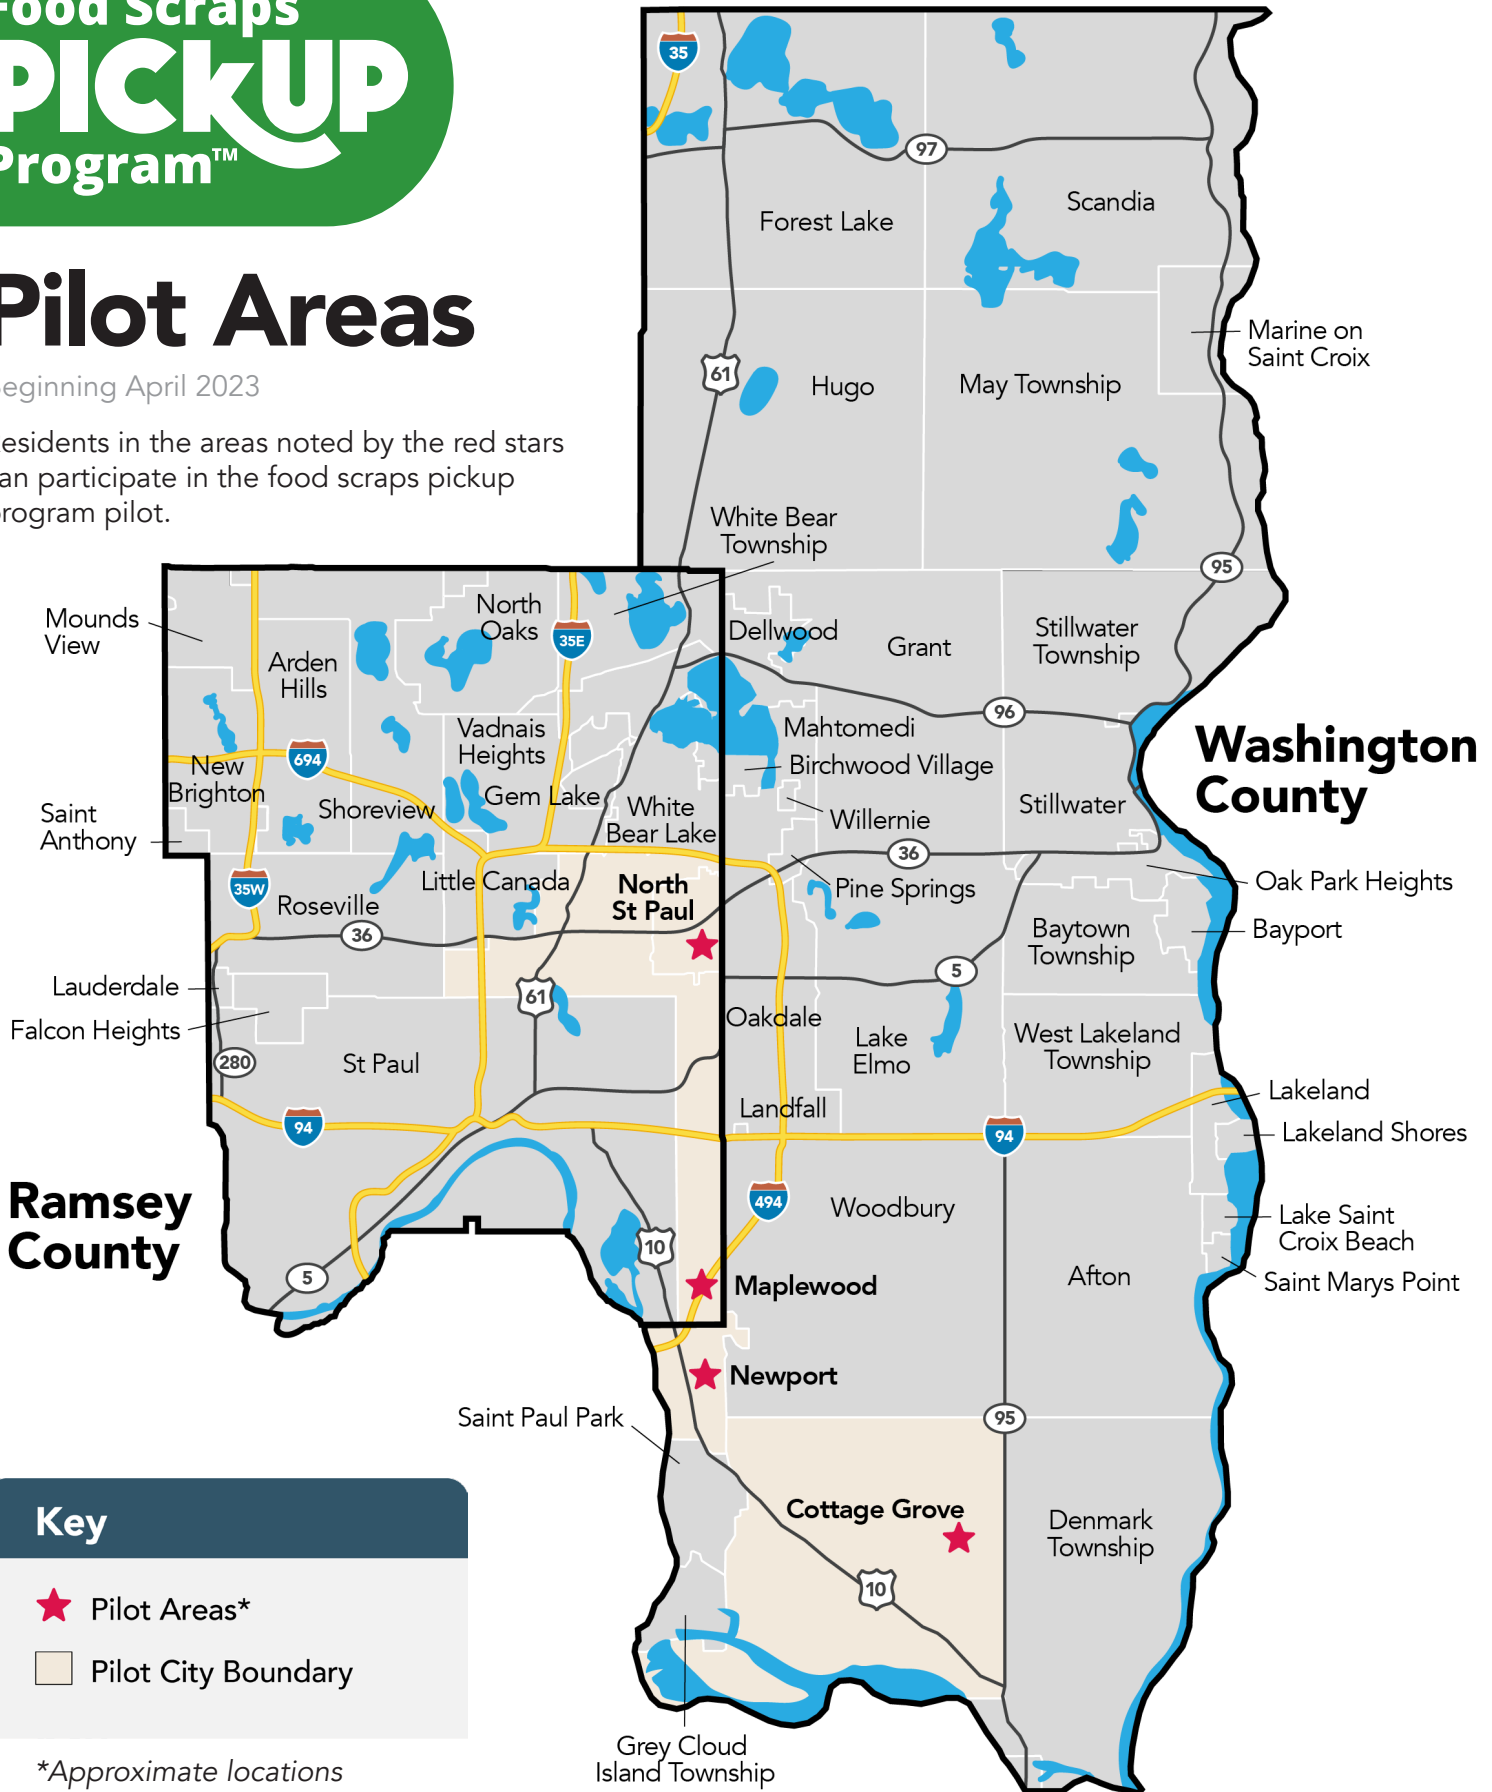 Food Scraps
PICKUP
Program™
Pilot Areas
Beginning April 2023
Residents in the areas noted by the red stars
can participate in the food scraps pickup
program pilot.
35
97
Scandia
Forest Lake
Marine on
Saint Croix
61
Hugo
May Township
White Bear
Township
95
Mounds
View
North
Oaks
35E
Arden
Hills
Dellwood
Grant
Stillwater
Township
96
Vadnais
Heights
Mahtomedi
Washington
County
694
New
Brighton
Birchwood Village
Gem Lake
Shoreview
White
Bear Lake
Stillwater
Willernie
Saint
Anthony
36
35W
Little Canada
North
St Paul
Pine Springs
Oak Park Heights
Roseville
36
Baytown
Township
Bayport
5
Lauderdale
61
Falcon Heights
Oakdale
Lake
Elmo
West Lakeland
Township
280
St Paul
Lakeland
Landfall
94
94
Lakeland Shores
Ramsey
County
494
Woodbury
Lake Saint
Croix Beach
10
5
Maplewood
Afton
Saint Marys Point
Newport
Saint Paul Park
95
Cottage Grove
Denmark
Township
10
Key
Pilot Areas*
Pilot City Boundary
Grey Cloud
Island Township
*Approximate locations